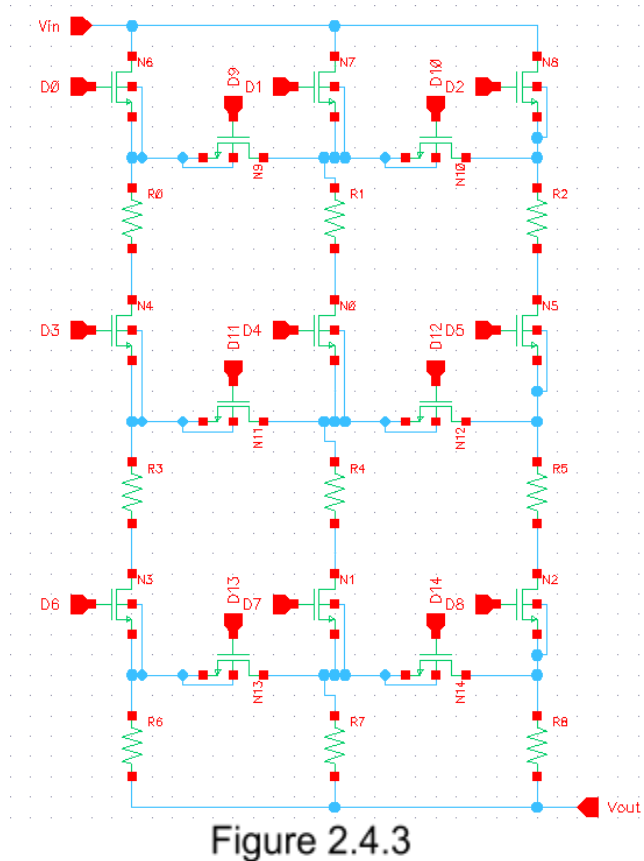 Vin
N6 N7 N8
D0 D9 D1 D10 D2
N9 N10
R0 R1 R2
N4 N0 N5
D3 D11 D4 D12 D5
N11 N12
R3 R4 R5
N3 N1 N2
D6 D13 D7 D14 D8
N13 N14
R6 R7 R8
Vout
Figure 2.4.3